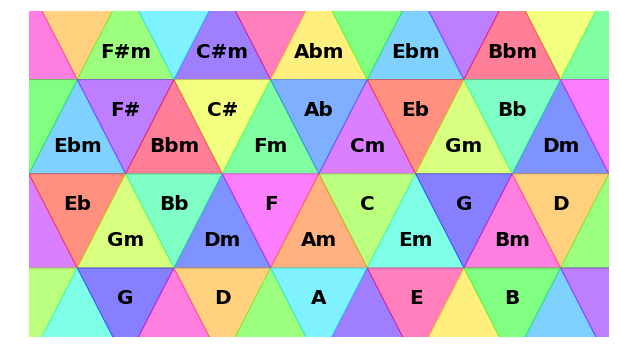 F#m C#m Abm Ebm Bbm
F# C# Ab Eb Bb
Ebm Bbm Fm Cm Gm Dm
Eb Bb F C G D
Gm Dm Am Em Bm
G D A E B